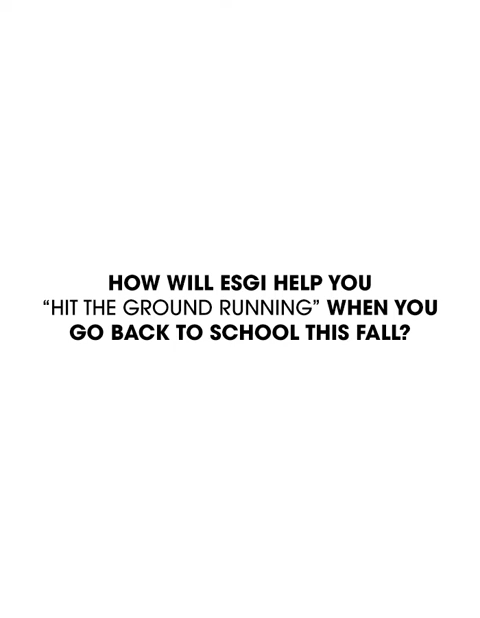 HOW WILL ESGI HELP YOU
“HIT THE GROUND RUNNING” WHEN YOU
GO BACK TO SCHOOL THIS FALL?